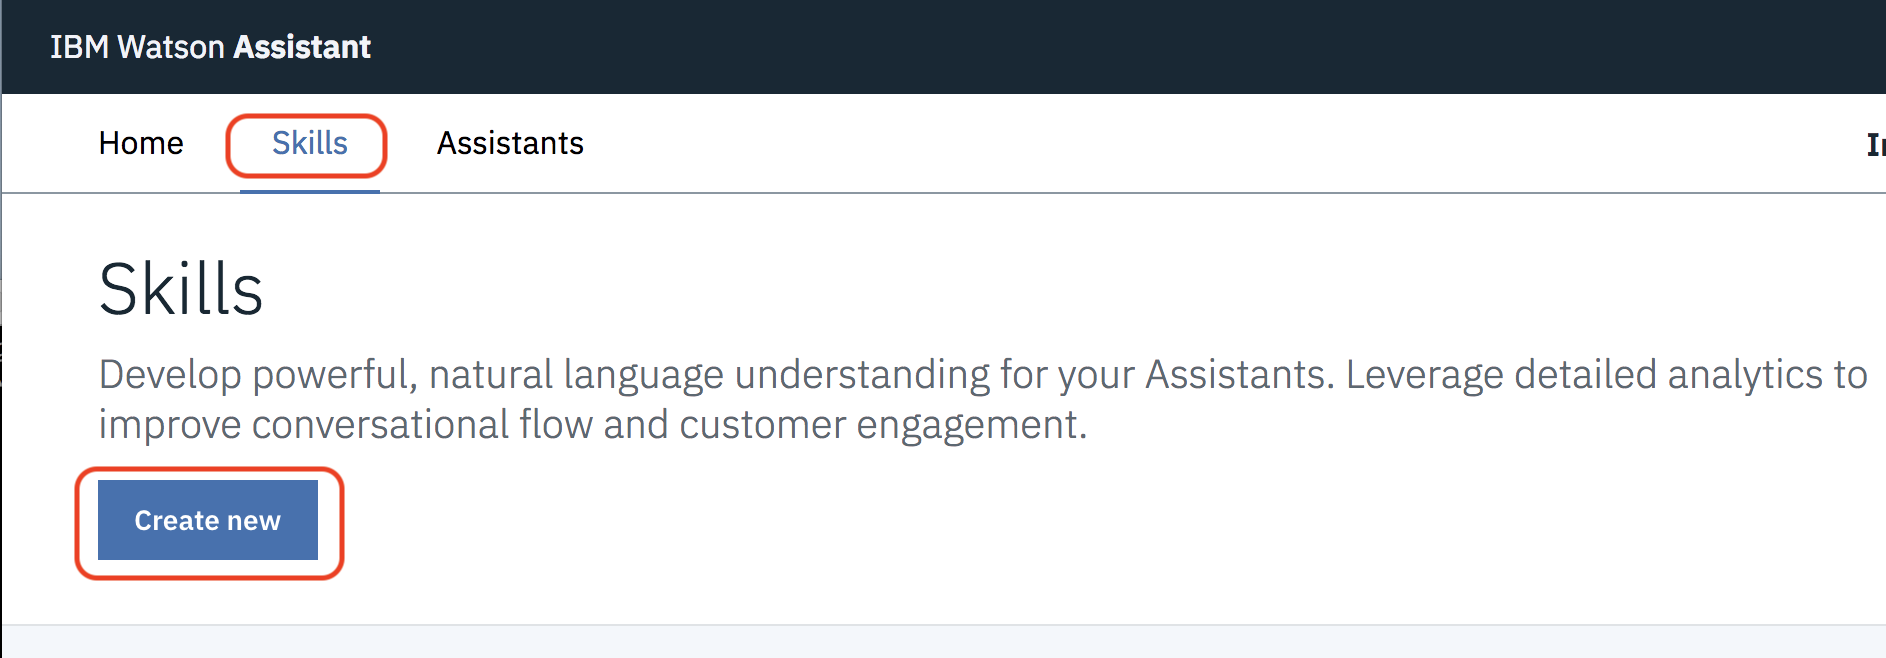 IBM Watson Assistant
Home Skills Assistants
Skills
Develop powerful, natural language understanding for your Assistants. Leverage detailed analytics to
improve conversational flow and customer engagement.
Create new